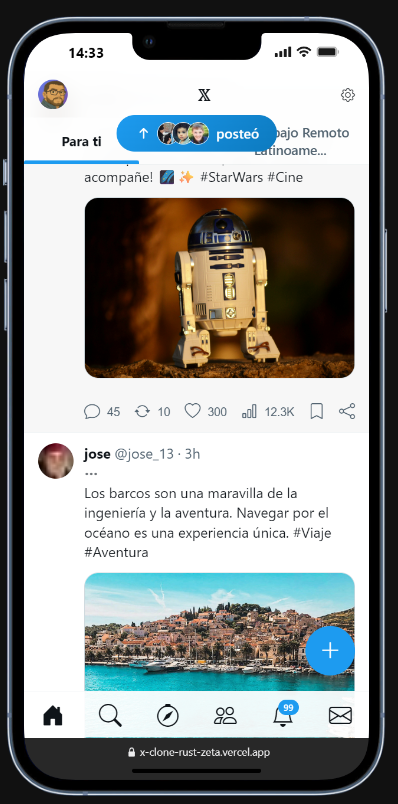 14:33
𝕏
Para ti
↑ posteó
bajo Remoto
Latinoame...
acompañe! #StarWars #Cine
45 10 300 12.3K
jose @jose_13 · 3h
...
Los barcos son una maravilla de la
ingeniería y la aventura. Navegar por el
océano es una experiencia única. #Viaje
#Aventura
99
x-clone-rust-zeta.vercel.app